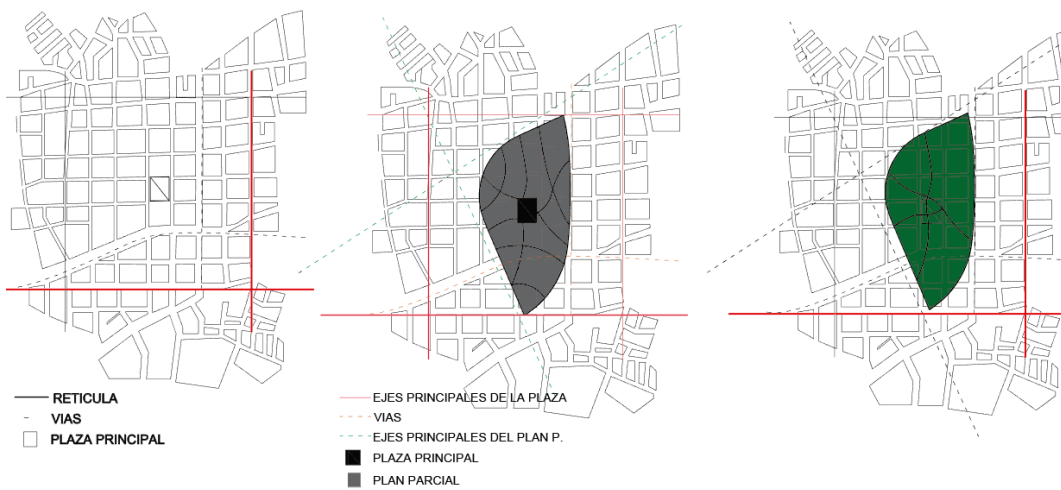 RETICULA
VIAS
PLAZA PRINCIPAL
EJES PRINCIPALES DE LA PLAZA
VIAS
EJES PRINCIPALES DEL PLAN P.
PLAZA PRINCIPAL
PLAN PARCIAL